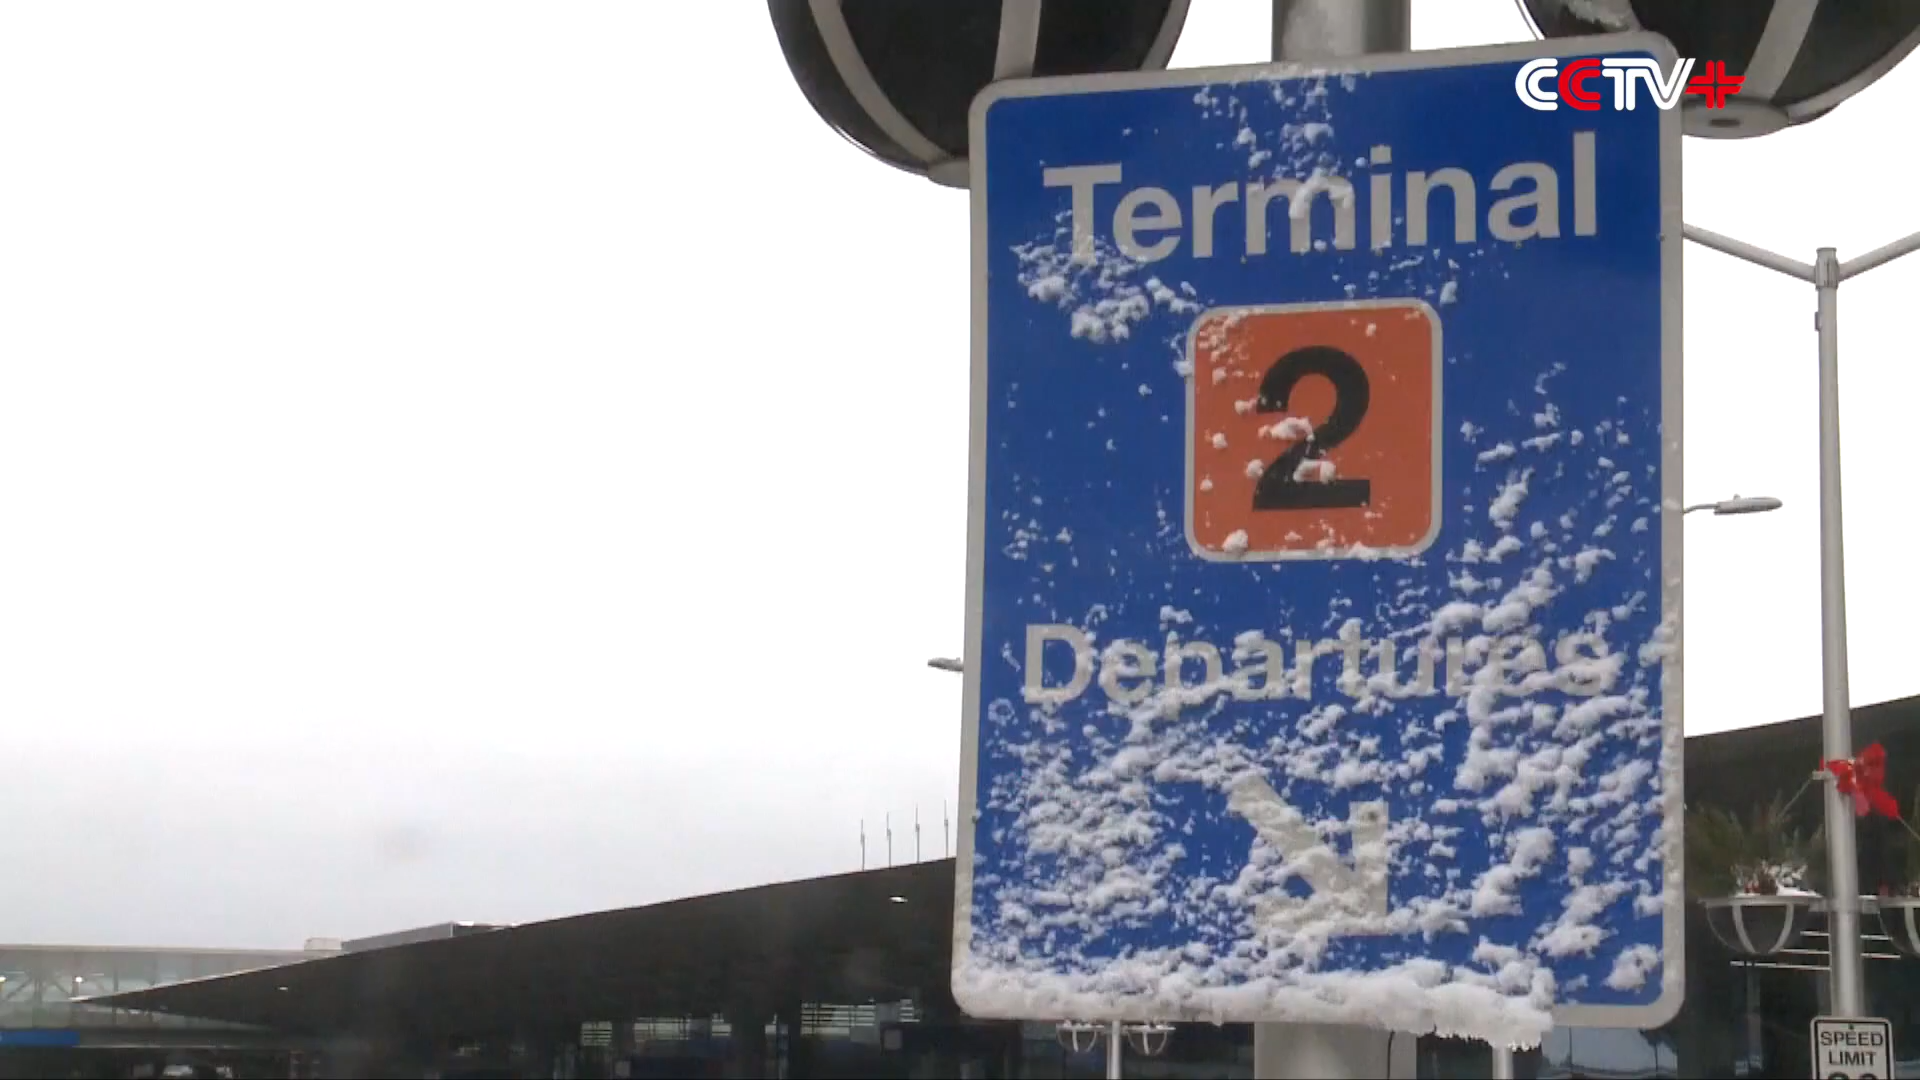 CCTV+
Terminal
2
Departures
SPEED
LIMIT